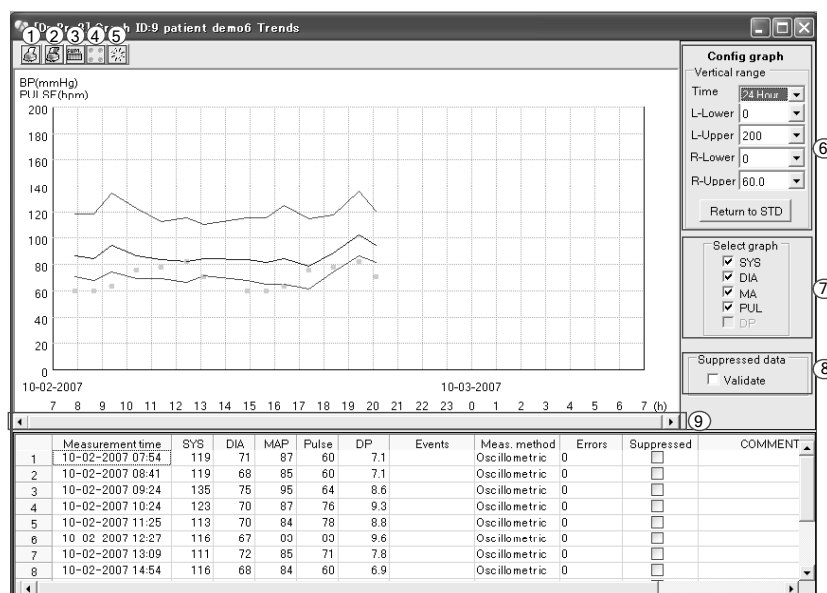 Graph ID:9 patient demo6 Trends
① ② ③ ④ ⑤
BP(mmHg)
PULSE(bpm)
200
180
160
140
120
100
80
60
40
20
0
10-02-2007 10-03-2007
7 8 9 10 11 12 13 14 15 16 17 18 19 20 21 22 23 0 1 2 3 4 5 6 7 (h)
Config graph
Vertical range
Time 24 Hour
L-Lower 0
L-Upper 200
R-Lower 0
R-Upper 60.0
Return to STD
⑥
Select graph
SYS
DIA
MA
PUL
DP
⑦
Suppressed data
Validate
⑧
⑨
Measurement time SYS DIA MAP Pulse DP Events Meas. method Errors Suppressed COMMENT
1 10-02-2007 07:54 119 71 87 60 7.1 Oscillometric 0
2 10-02-2007 08:41 119 68 85 60 7.1 Oscillometric 0
3 10-02-2007 09:24 135 75 95 64 8.6 Oscillometric 0
4 10-02-2007 10:24 123 70 87 76 9.3 Oscillometric 0
5 10-02-2007 11:25 113 70 84 78 8.8 Oscillometric 0
6 10 02 2007 12:27 116 67 9.6 Oscillometric 0
7 10-02-2007 13:09 111 72 85 71 7.8 Oscillometric 0
8 10-02-2007 14:54 116 68 84 60 6.9 Oscillometric 0